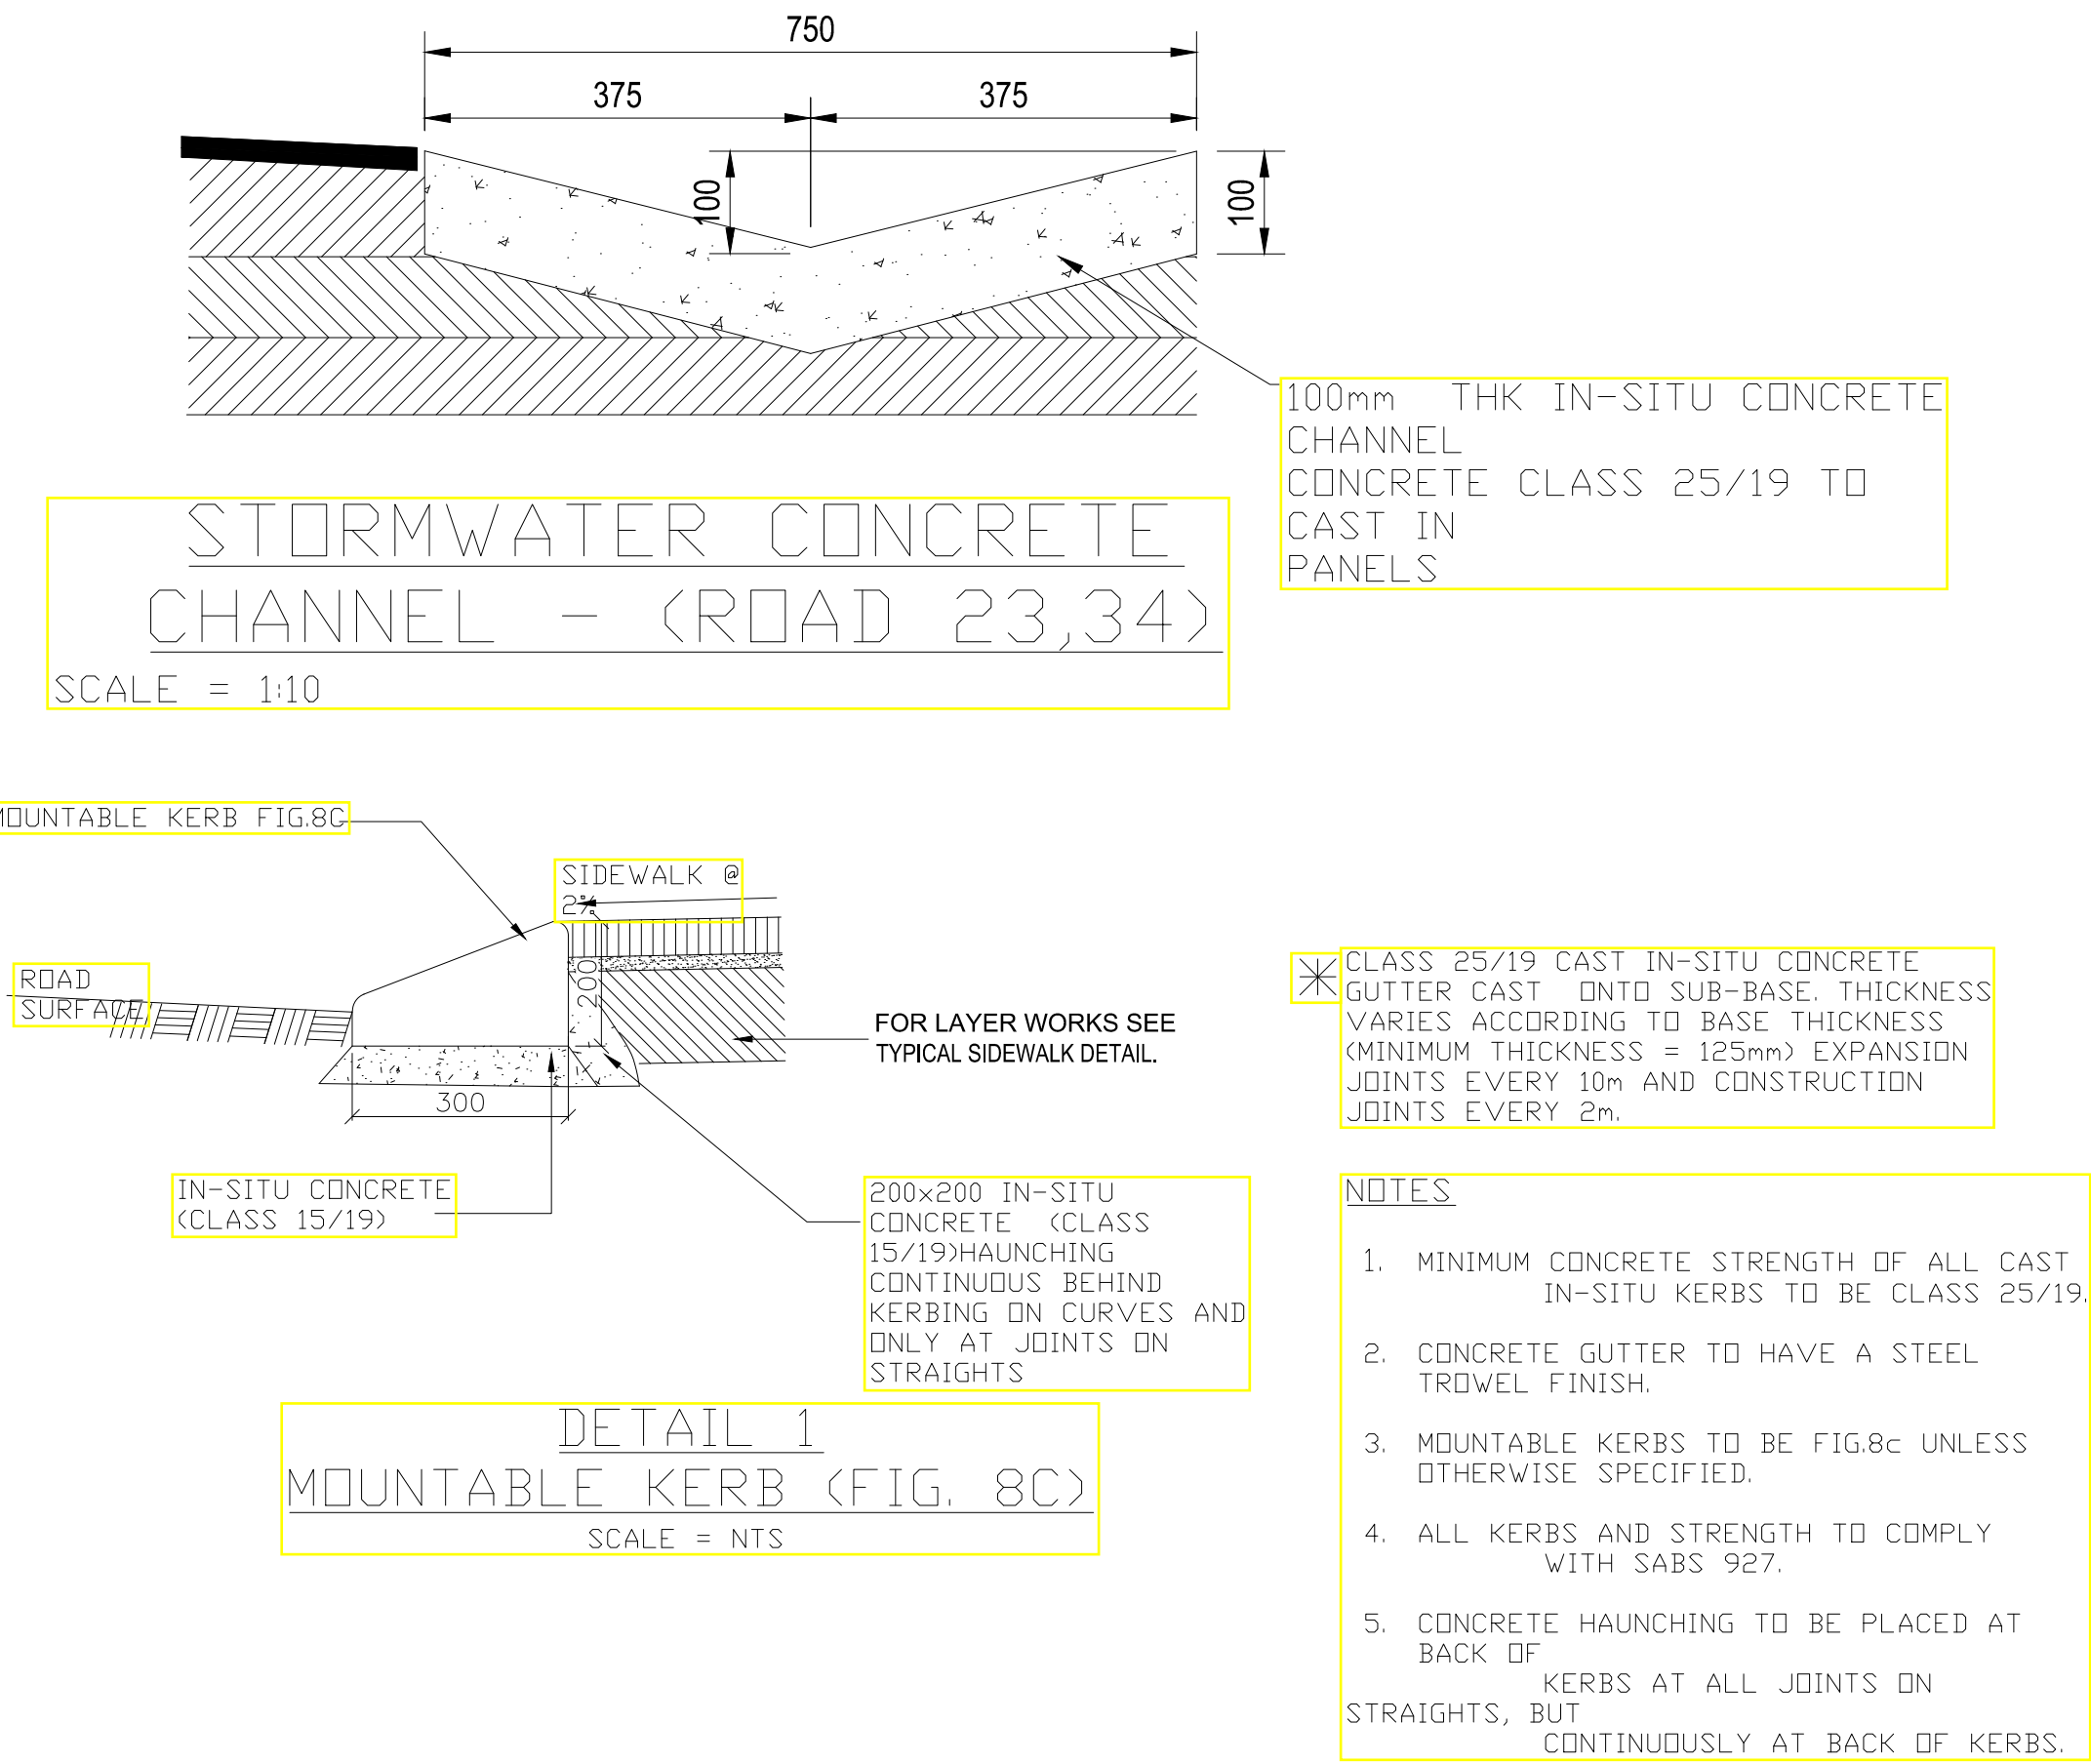 750
375
375
100
100
100mm THK IN-SITU CONCRETE
CHANNEL
CONCRETE CLASS 25/19 TO
CAST IN
PANELS
STORMWATER CONCRETE
CHANNEL - (ROAD 23,34)
SCALE = 1:10
MOUNTABLE KERB FIG.8C
SIDEWALK @
2%
ROAD
SURFACE
200
300
FOR LAYER WORKS SEE
TYPICAL SIDEWALK DETAIL.
IN-SITU CONCRETE
(CLASS 15/19)
200x200 IN-SITU
CONCRETE (CLASS
15/19)HAUNCHING
CONTINUOUS BEHIND
KERBING ON CURVES AND
ONLY AT JOINTS ON
STRAIGHTS
DETAIL 1
MOUNTABLE KERB (FIG. 8C)
SCALE = NTS
* CLASS 25/19 CAST IN-SITU CONCRETE
GUTTER CAST ONTO SUB-BASE. THICKNESS
VARIES ACCORDING TO BASE THICKNESS
(MINIMUM THICKNESS = 125mm) EXPANSION
JOINTS EVERY 10m AND CONSTRUCTION
JOINTS EVERY 2m.
NOTES
1. MINIMUM CONCRETE STRENGTH OF ALL CAST
IN-SITU KERBS TO BE CLASS 25/19.
2. CONCRETE GUTTER TO HAVE A STEEL
TROWEL FINISH.
3. MOUNTABLE KERBS TO BE FIG.8c UNLESS
OTHERWISE SPECIFIED.
4. ALL KERBS AND STRENGTH TO COMPLY
WITH SABS 927.
5. CONCRETE HAUNCHING TO BE PLACED AT
BACK OF
KERBS AT ALL JOINTS ON
STRAIGHTS, BUT
CONTINUOUSLY AT BACK OF KERBS.